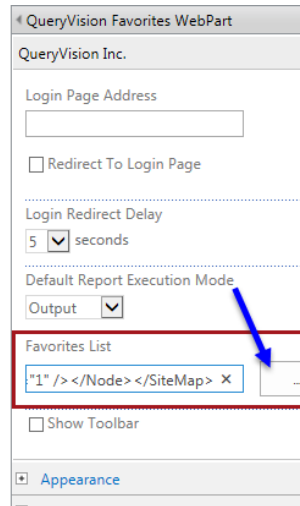 QueryVision Favorites WebPart
QueryVision Inc.
Login Page Address
Redirect To Login Page
Login Redirect Delay
5 seconds
Default Report Execution Mode
Output
Favorites List
"1" /></Node></SiteMap> ×
...
Show Toolbar
Appearance